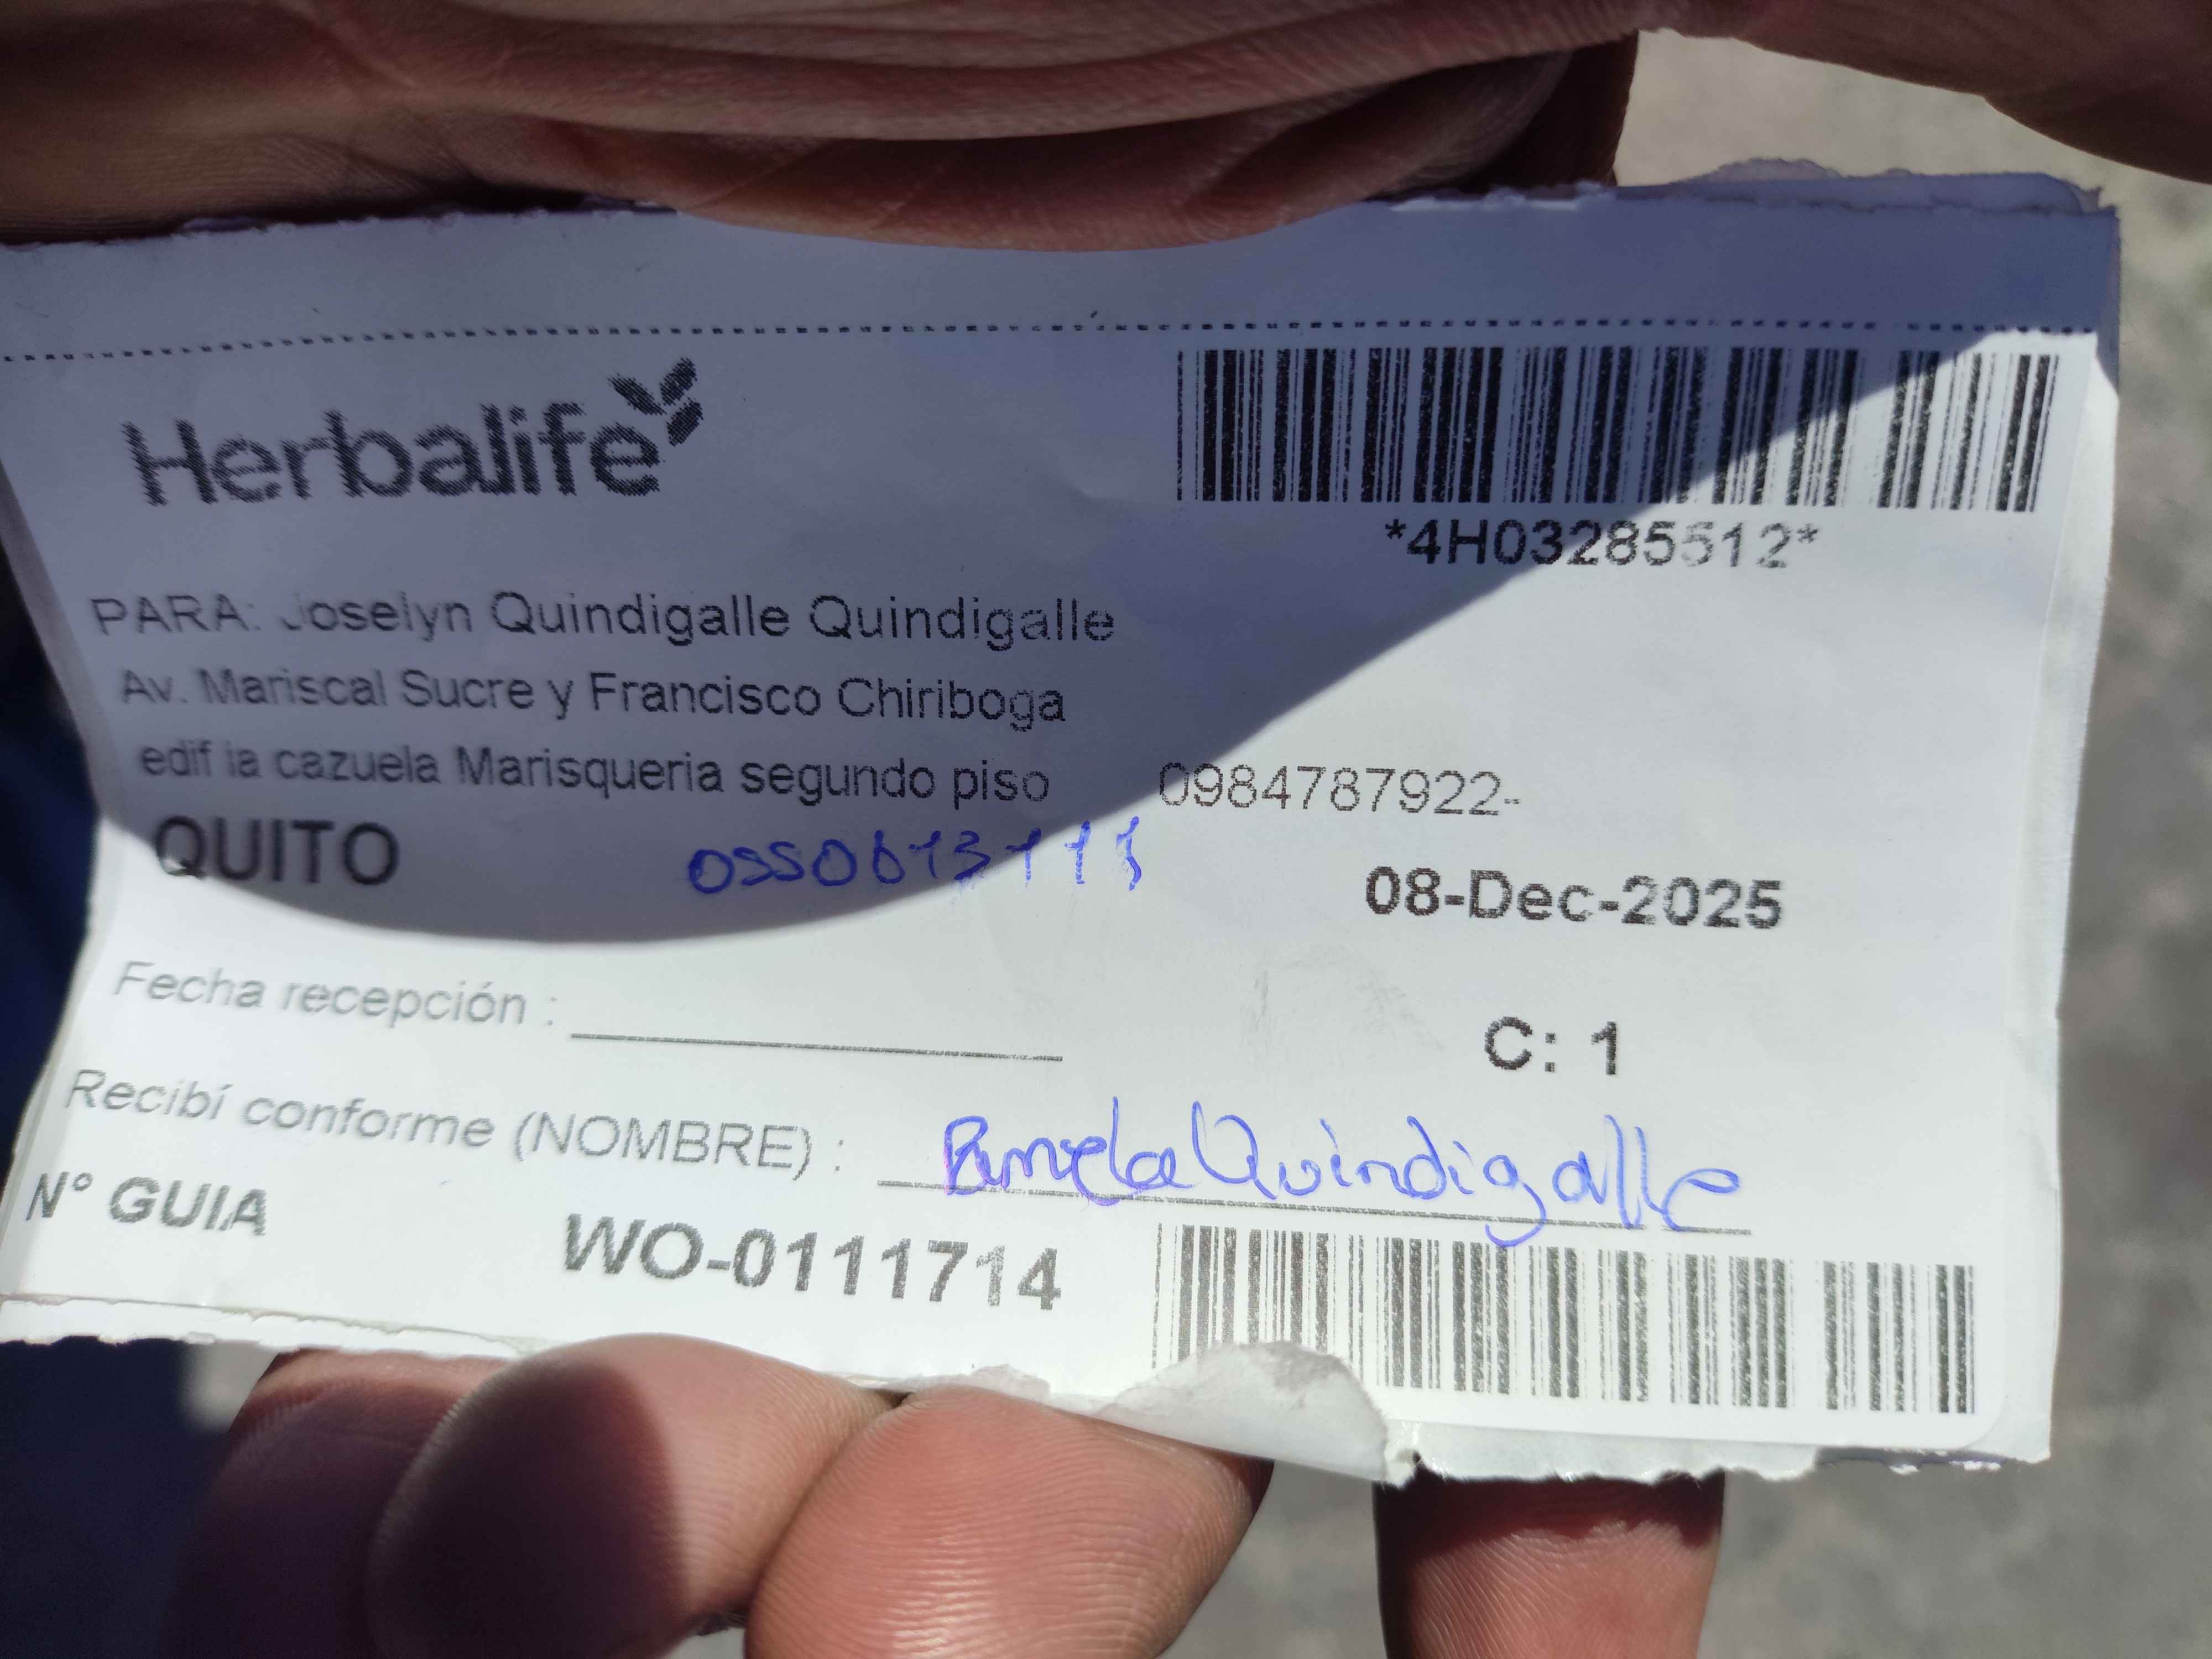 Herbalife
*4H03285512*
PARA: Joselyn Quindigalle Quindigalle
Av. Mariscal Sucre y Francisco Chiriboga
edif la cazuela Marisqueria segundo piso 0984787922-
QUITO
08-Dec-2025
Fecha recepción :
C: 1
Recibí conforme (NOMBRE) : Pamela Quindigalle
N° GUIA WO-0111714